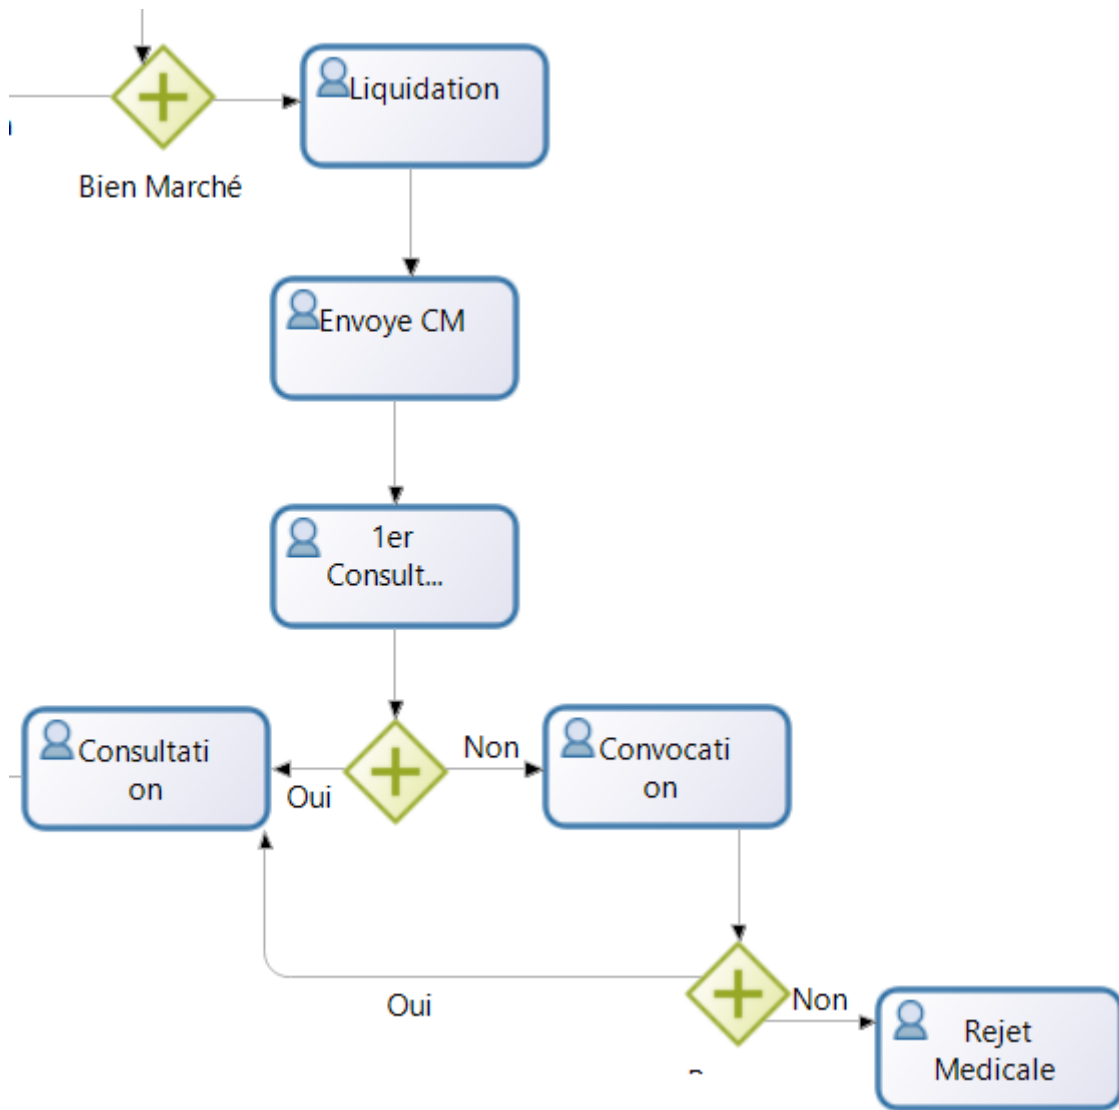 Liquidation
Bien Marché
Envoye CM
1er
Consult...
Consultati
on
Oui
Non
Convocati
on
Oui
Non
Rejet
Medicale